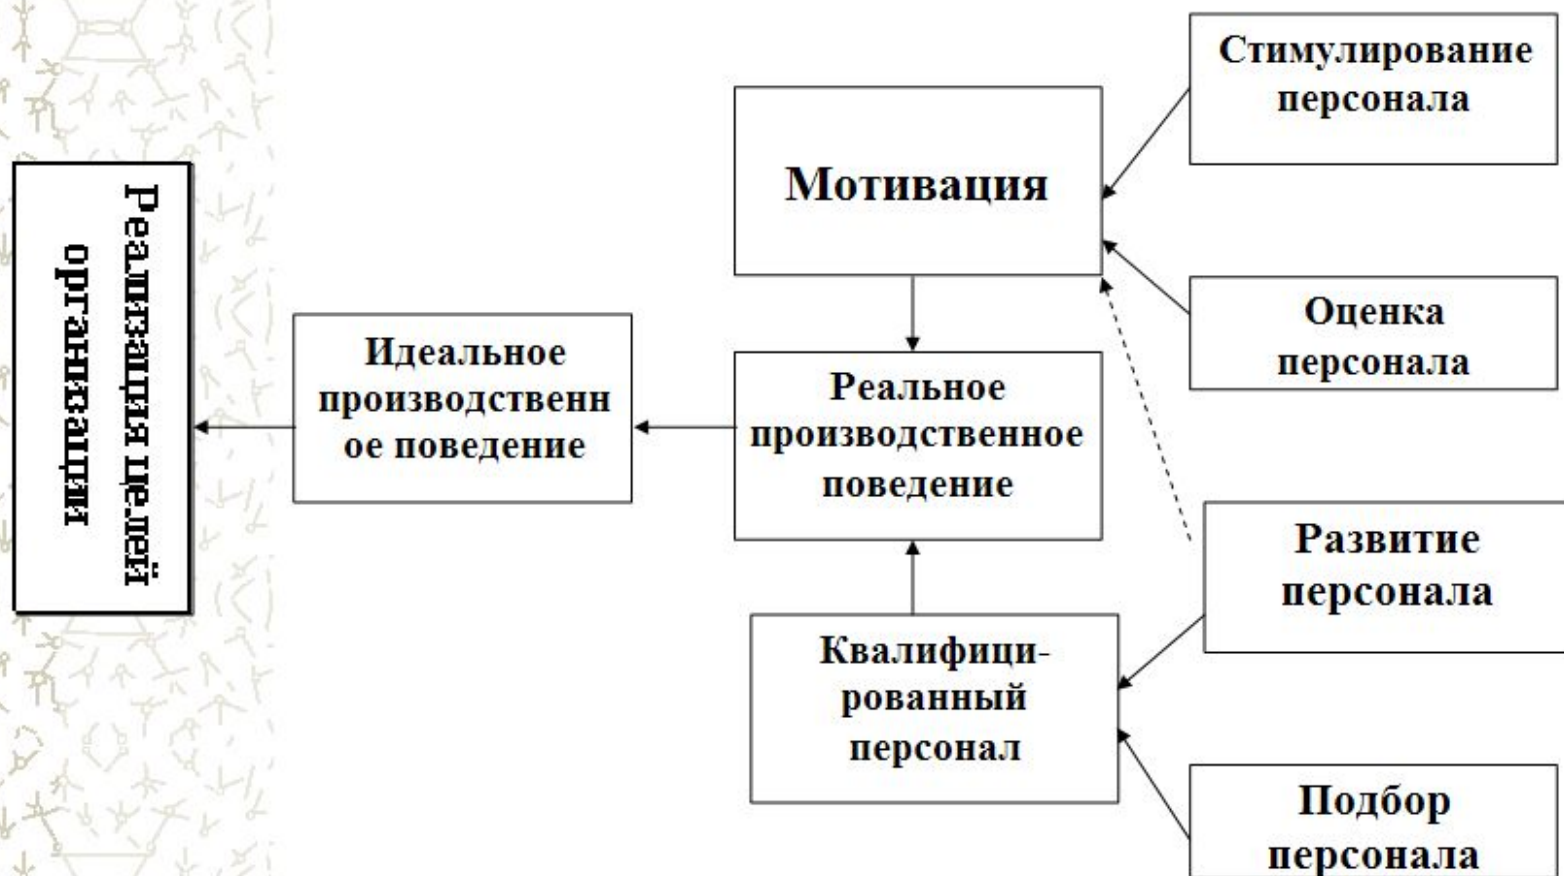 Реализация целей
организации
Идеальное
производственн
ое поведение
Мотивация
Реальное
производственное
поведение
Квалифици-
рованный
персонал
Стимулирование
персонала
Оценка
персонала
Развитие
персонала
Подбор
персонала